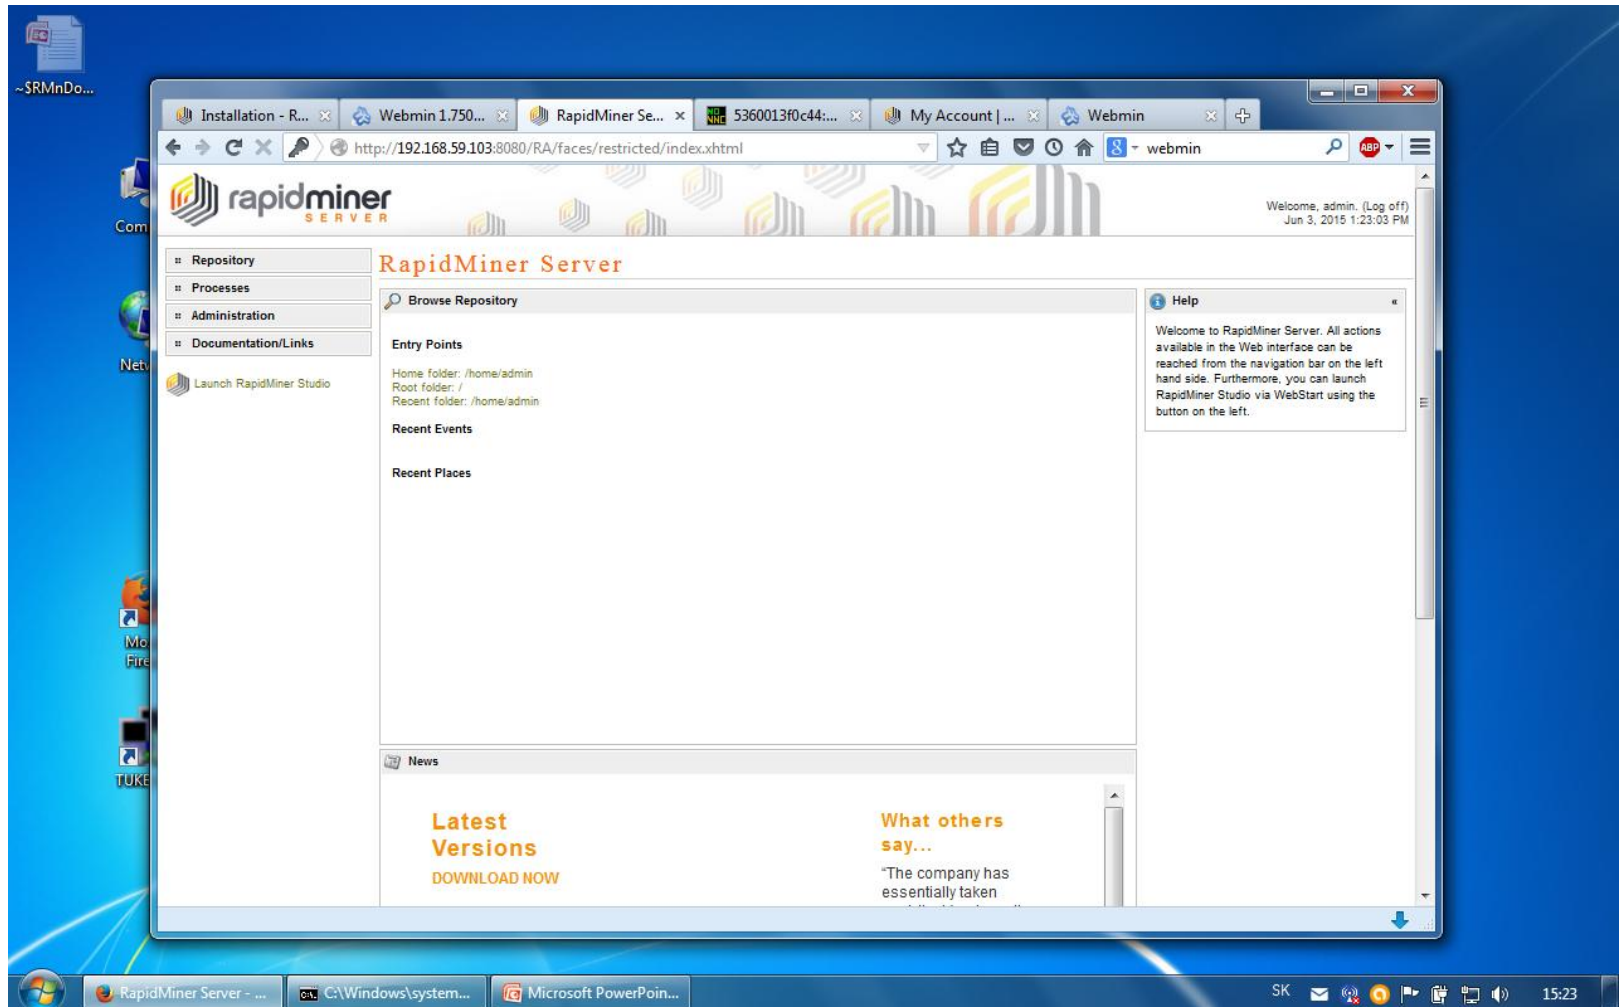 ~$RMnDo...
Installation - R...
Webmin 1.750...
RapidMiner Se...
5360013f0c44:...
My Account | ...
Webmin
http://192.168.59.103:8080/RA/faces/restricted/index.xhtml
8
webmin
ABP
rapidminer
SERVER
Welcome, admin. (Log off)
Jun 3, 2015 1:23:03 PM
Com
Netw
Mo
Fire
TUKE
Repository
Processes
Administration
Documentation/Links
Launch RapidMiner Studio
RapidMiner Server
Browse Repository
Entry Points
Home folder: /home/admin
Root folder: /
Recent folder: /home/admin
Recent Events
Recent Places
Help
«
Welcome to RapidMiner Server. All actions
available in the Web interface can be
reached from the navigation bar on the left
hand side. Furthermore, you can launch
RapidMiner Studio via WebStart using the
button on the left.
News
Latest
Versions
DOWNLOAD NOW
What others
say...
“The company has
essentially taken
RapidMiner Server - ...
C:\Windows\system...
Microsoft PowerPoin...
SK
15:23